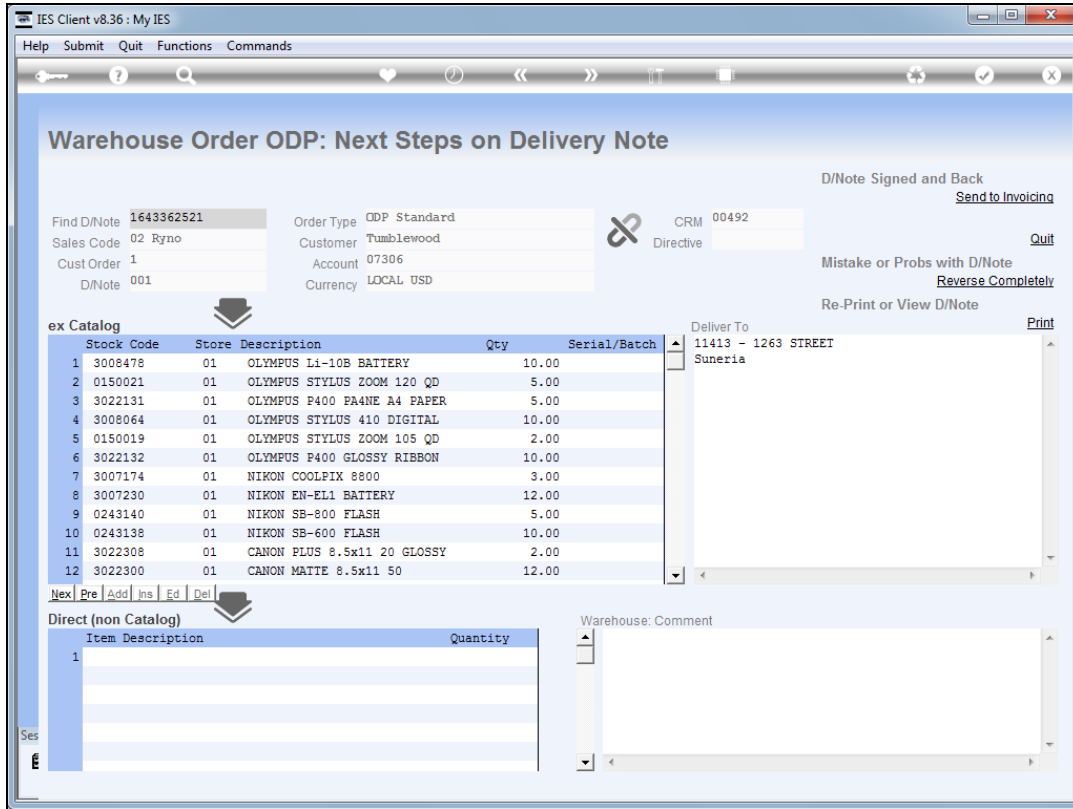 IES Client v8.36 : My IES
Help Submit Quit Functions Commands
Warehouse Order ODP: Next Steps on Delivery Note
D/Note Signed and Back
Send to Invoicing
Find D/Note 1643362521 Order Type ODP Standard CRM 00492
Sales Code 02 Ryno Customer Tumblewood Directive Quit
Cust Order 1 Account 07306 Mistake or Probs with D/Note
D/Note 001 Currency LOCAL USD Reverse Completely
Re-Print or View D/Note
ex Catalog Deliver To Print
Stock Code Store Description Qty Serial/Batch
11413 - 1263 STREET
Suneria
1 3008478 01 OLYMPUS Li-10B BATTERY 10.00
2 0150021 01 OLYMPUS STYLUS ZOOM 120 QD 5.00
3 3022131 01 OLYMPUS P400 PA4NE A4 PAPER 5.00
4 3008064 01 OLYMPUS STYLUS 410 DIGITAL 10.00
5 0150019 01 OLYMPUS STYLUS ZOOM 105 QD 2.00
6 3022132 01 OLYMPUS P400 GLOSSY RIBBON 10.00
7 3007174 01 NIKON COOLPIX 8800 3.00
8 3007230 01 NIKON EN-EL1 BATTERY 12.00
9 0243140 01 NIKON SB-800 FLASH 5.00
10 0243138 01 NIKON SB-600 FLASH 10.00
11 3022308 01 CANON PLUS 8.5x11 20 GLOSSY 2.00
12 3022300 01 CANON MATTE 8.5x11 50 12.00
Nex Pre Add Ins Ed Del
Direct (non Catalog) Warehouse: Comment
Item Description Quantity
1
Ses